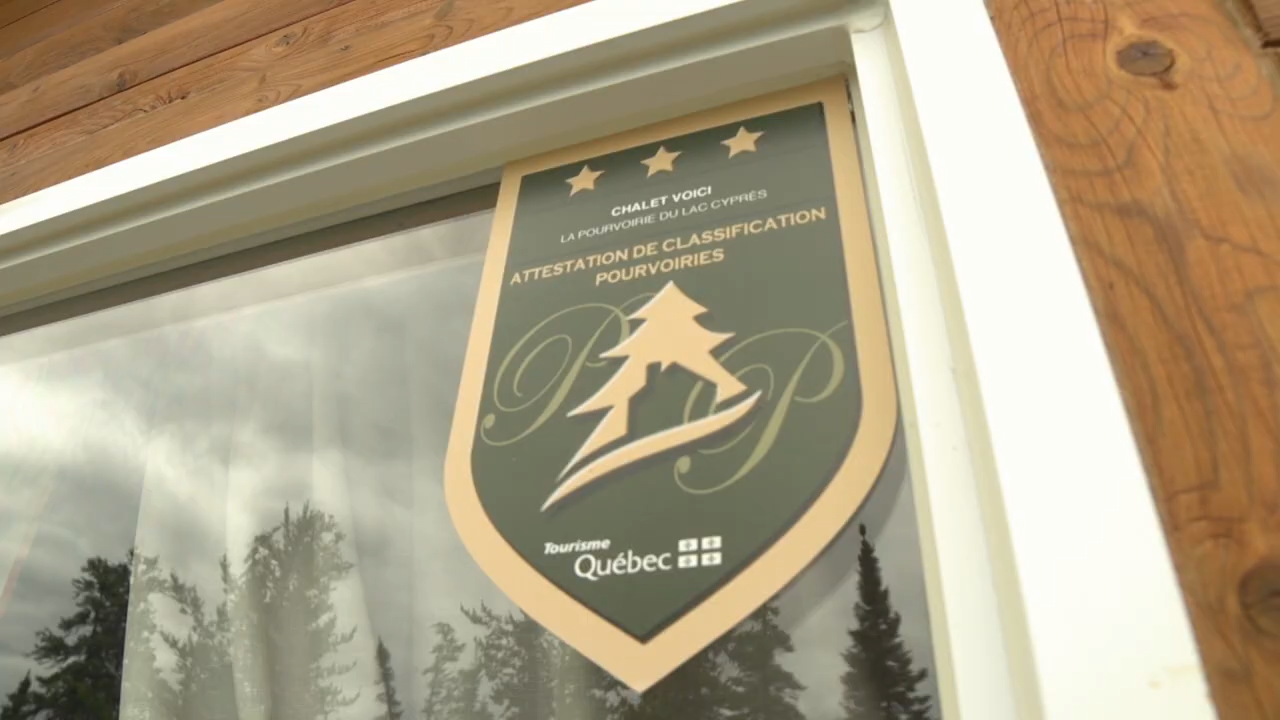 CHALET VOICI
LA POURVOIRIE DU LAC CYPRÈS
ATTESTATION DE CLASSIFICATION
POURVOIRIES
P P
Tourisme
Québec